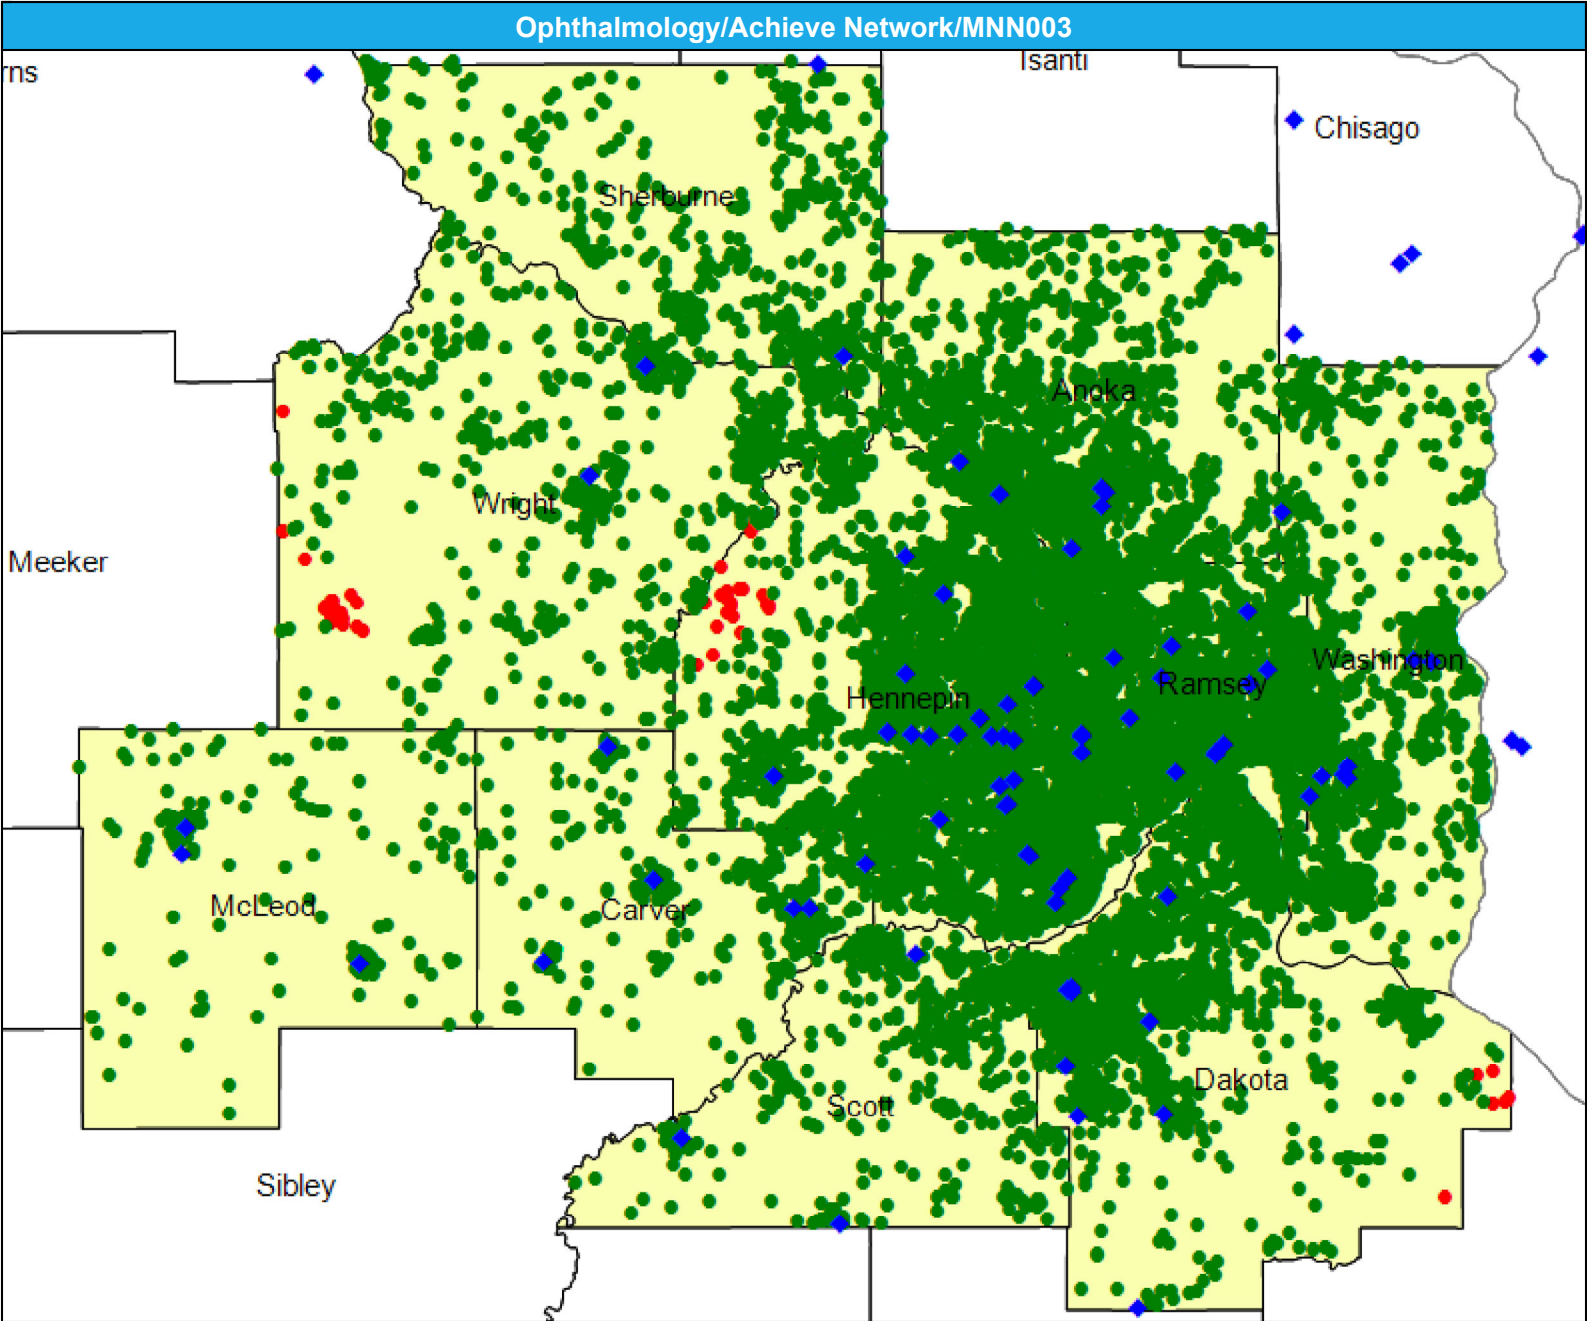 Ophthalmology/Achieve Network/MNN003
Isanti
rns
Chisago
Sherburne
Anoka
Wright
Meeker
Washington
Ramsey
Hennepin
McLeod
Carver
Dakota
Scott
Sibley